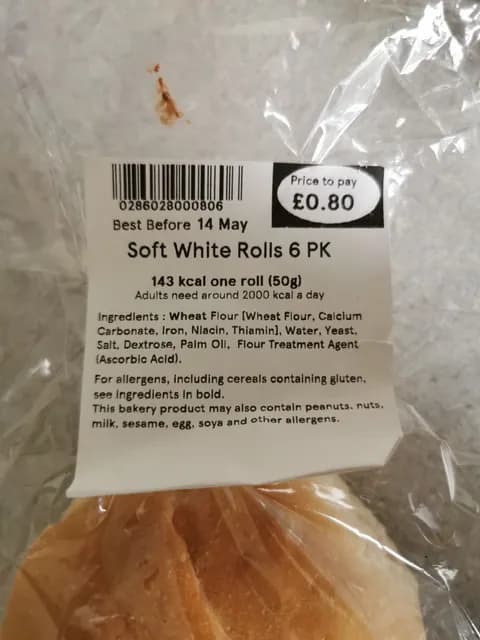 Price to pay
£0.80
0286028000806
Best Before 14 May
Soft White Rolls 6 PK
143 kcal one roll (50g)
Adults need around 2000 kcal a day
Ingredients : Wheat Flour [Wheat Flour, Calcium
Carbonate, Iron, Niacin, Thiamin], Water, Yeast,
Salt, Dextrose, Palm Oil, Flour Treatment Agent
(Ascorbic Acid).
For allergens, including cereals containing gluten,
see ingredients in bold.
This bakery product may also contain peanuts, nuts,
milk, sesame, egg, soya and other allergens.